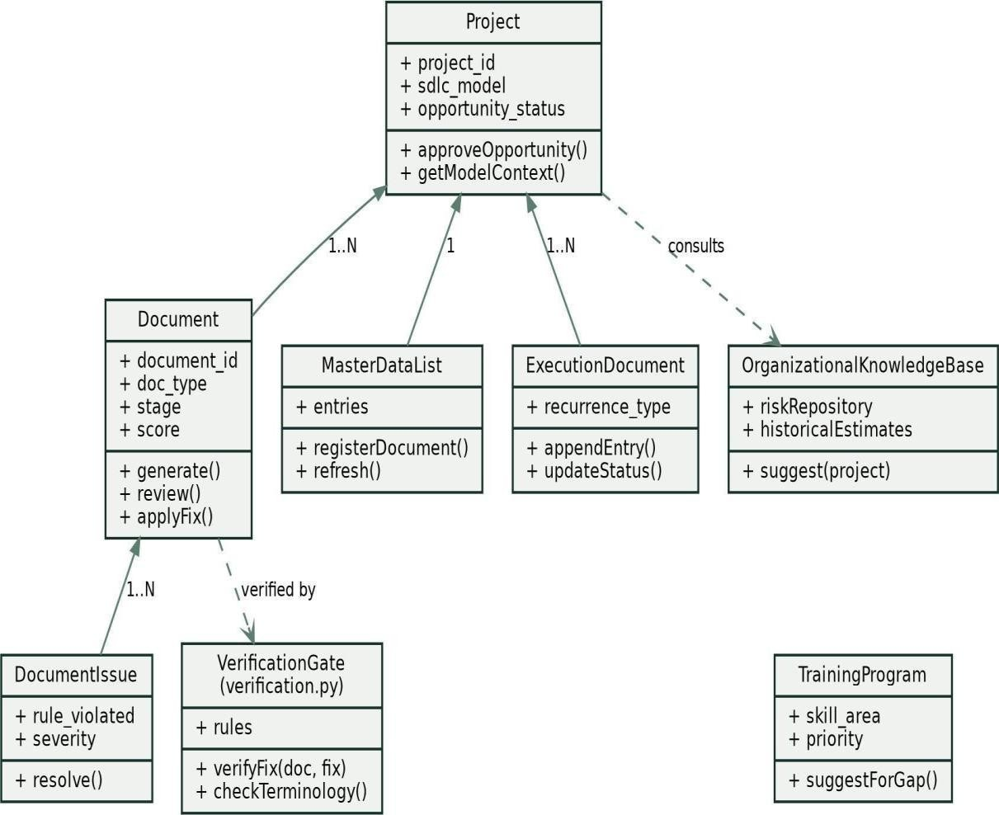 Project
+ project_id
+ sdlc_model
+ opportunity_status
+ approveOpportunity()
+ getModelContext()
1..N
1
1..N
consults
Document
+ document_id
+ doc_type
+ stage
+ score
+ generate()
+ review()
+ applyFix()
MasterDataList
+ entries
+ registerDocument()
+ refresh()
ExecutionDocument
+ recurrence_type
+ appendEntry()
+ updateStatus()
OrganizationalKnowledgeBase
+ riskRepository
+ historicalEstimates
+ suggest(project)
1..N
verified by
DocumentIssue
+ rule_violated
+ severity
+ resolve()
VerificationGate
(verification.py)
+ rules
+ verifyFix(doc, fix)
+ checkTerminology()
TrainingProgram
+ skill_area
+ priority
+ suggestForGap()